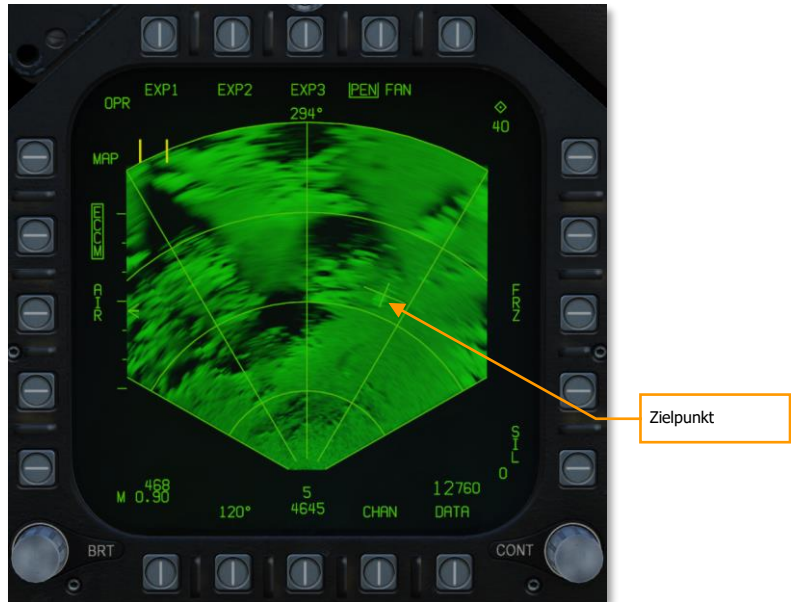 EXP1 EXP2 EXP3 PEN FAN
OPR
294°
40
MAP
ECCM
AIR
FRZ
Zielpunkt
SIL
0
468
M 0.90
5
12760
120°
4645
CHAN
DATA
BRT
CONT